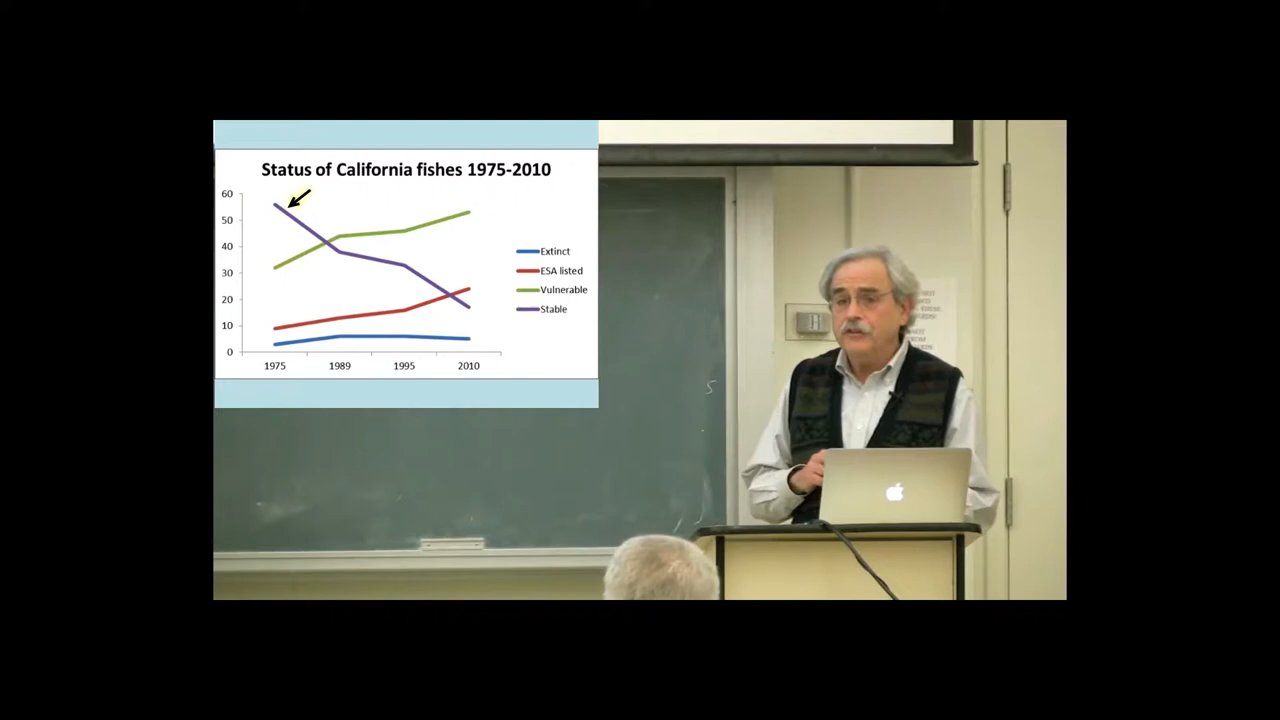 Status of California fishes 1975-2010
60
50
40
30
20
10
0
1975 1989 1995 2010
Extinct
ESA listed
Vulnerable
Stable